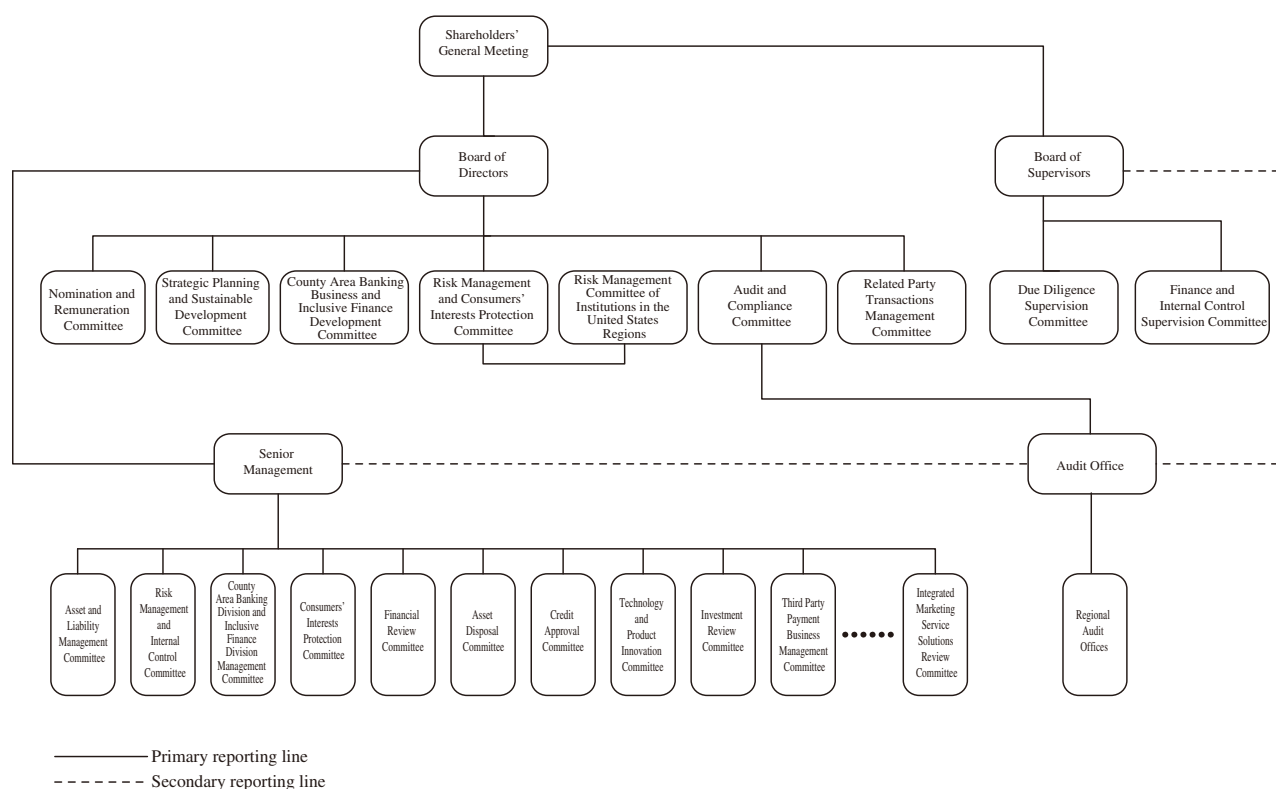 Shareholders'
General Meeting
Board of
Directors
Board of
Supervisors
Nomination and
Remuneration
Committee
Strategic Planning
and Sustainable
Development
Committee
County Area Banking
Business and
Inclusive Finance
Development
Committee
Risk Management
and Consumers'
Interests Protection
Committee
Risk Management
Committee of
Institutions in the
United States
Regions
Audit and
Compliance
Committee
Related Party
Transactions
Management
Committee
Due Diligence
Supervision
Committee
Finance and
Internal Control
Supervision Committee
Senior
Management
Audit Office
Asset and
Liability
Management
Committee
Risk
Management
and
Internal
Control
Committee
County
Area Banking
Division and
Inclusive
Finance
Division
Management
Committee
Consumers'
Interests
Protection
Committee
Financial
Review
Committee
Asset
Disposal
Committee
Credit
Approval
Committee
Technology
and
Product
Innovation
Committee
Investment
Review
Committee
Third Party
Payment
Business
Management
Committee
••••••
Integrated
Marketing
Service
Solutions
Review
Committee
Regional
Audit
Offices
Primary reporting line
Secondary reporting line